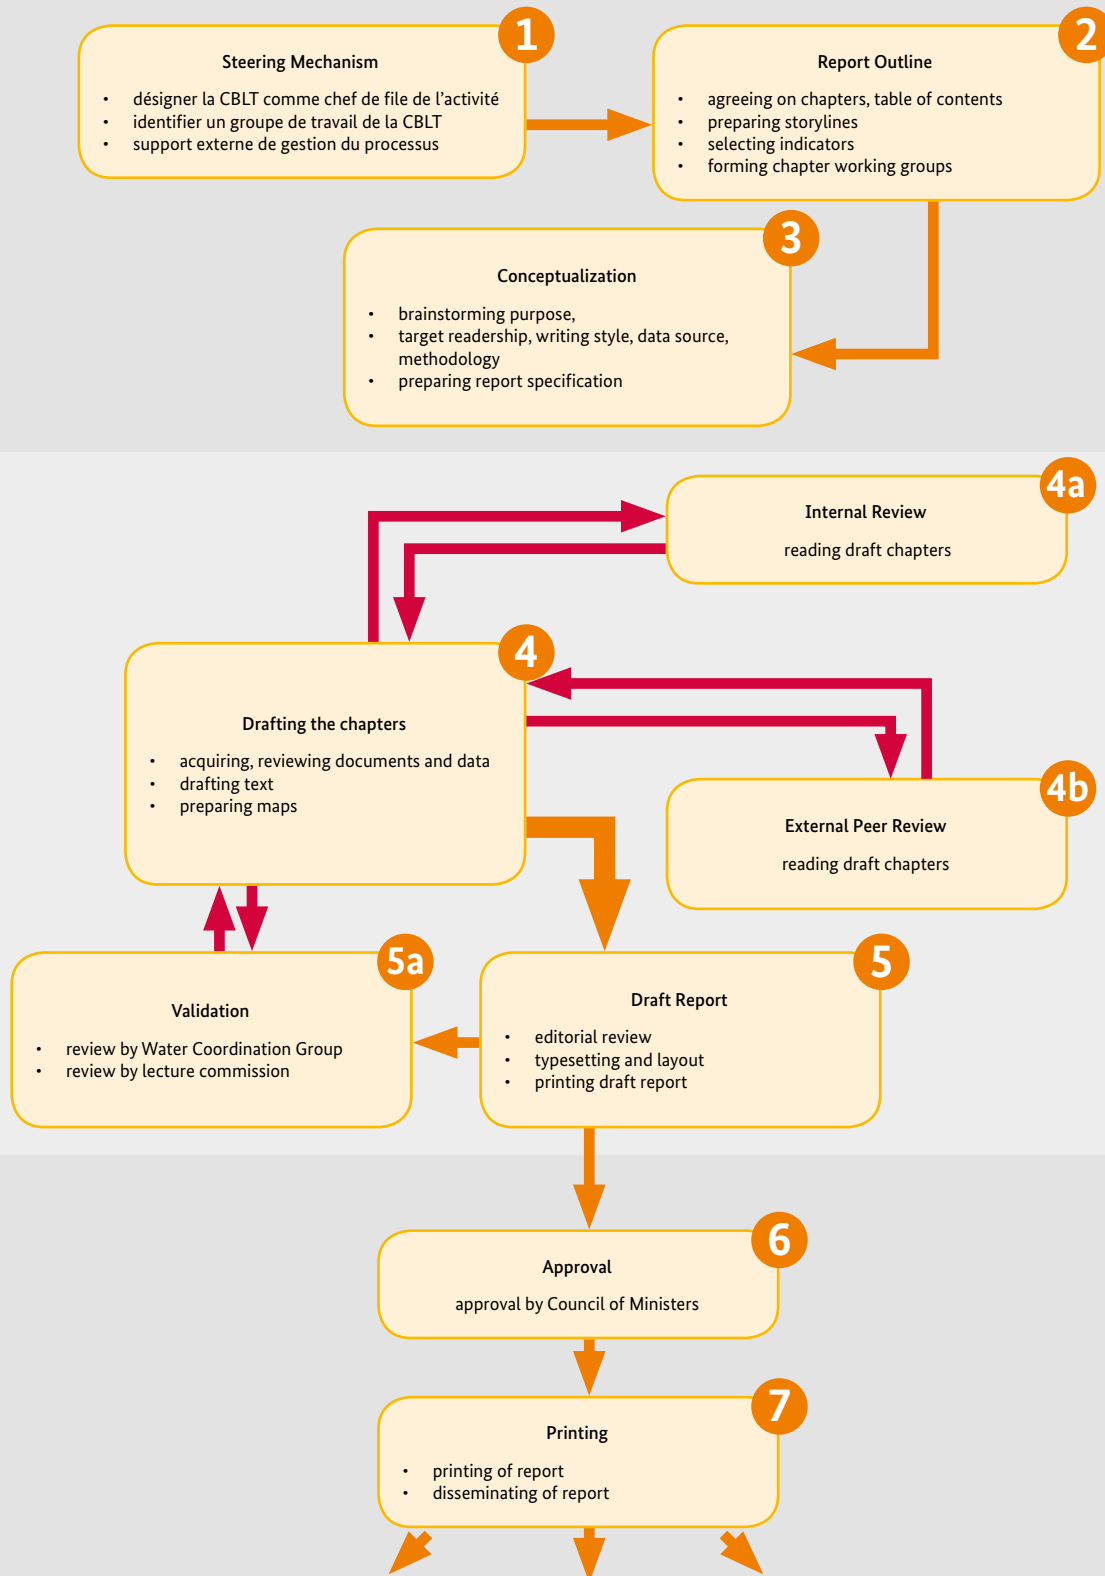 1
Steering Mechanism
• désigner la CBLT comme chef de file de l’activité
• identifier un groupe de travail de la CBLT
• support externe de gestion du processus
2
Report Outline
• agreeing on chapters, table of contents
• preparing storylines
• selecting indicators
• forming chapter working groups
3
Conceptualization
• brainstorming purpose,
• target readership, writing style, data source,
methodology
• preparing report specification
4a
Internal Review
reading draft chapters
4
Drafting the chapters
• acquiring, reviewing documents and data
• drafting text
• preparing maps
4b
External Peer Review
reading draft chapters
5a
Validation
• review by Water Coordination Group
• review by lecture commission
5
Draft Report
• editorial review
• typesetting and layout
• printing draft report
6
Approval
approval by Council of Ministers
7
Printing
• printing of report
• disseminating of report